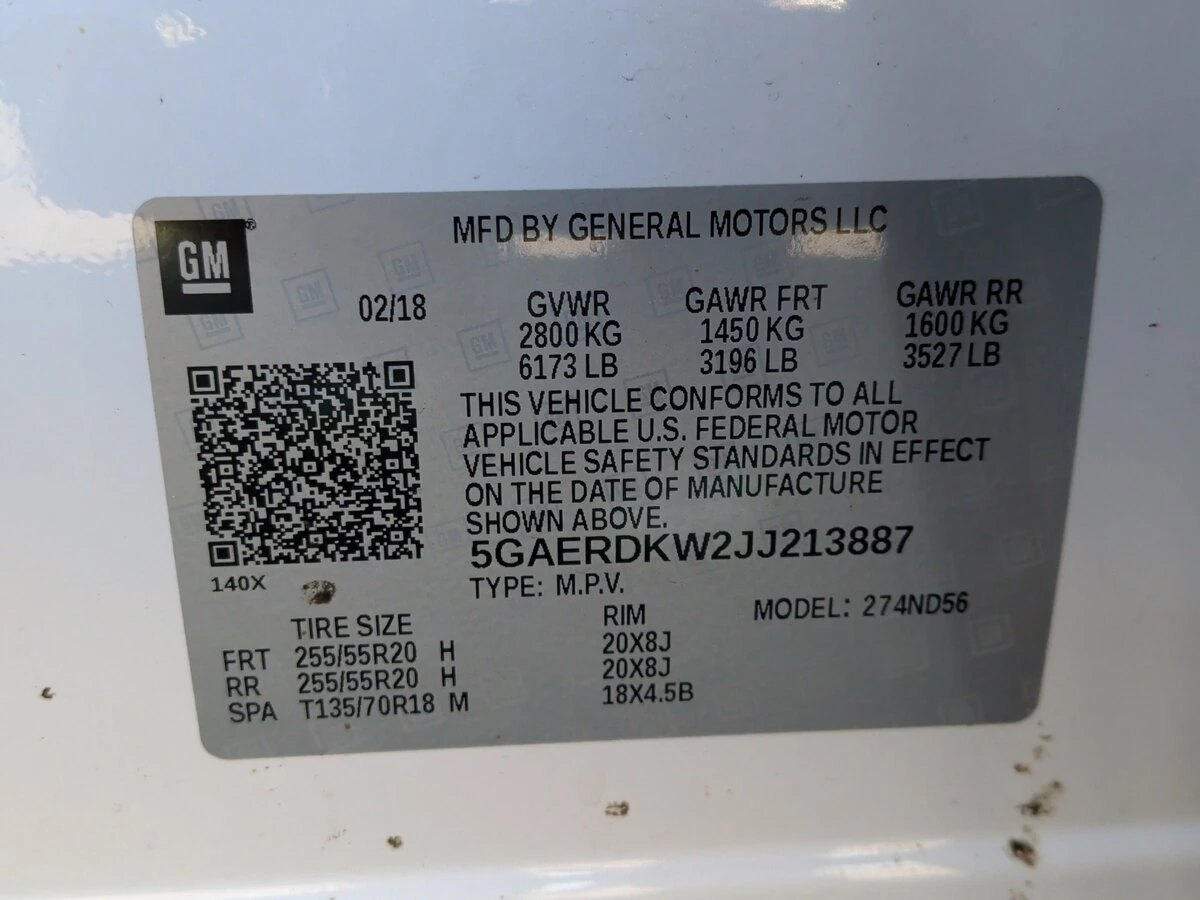 GM®
MFD BY GENERAL MOTORS LLC
02/18 GVWR GAWR FRT GAWR RR
2800 KG 1450 KG 1600 KG
6173 LB 3196 LB 3527 LB
THIS VEHICLE CONFORMS TO ALL
APPLICABLE U.S. FEDERAL MOTOR
VEHICLE SAFETY STANDARDS IN EFFECT
ON THE DATE OF MANUFACTURE
SHOWN ABOVE.
5GAERDKW2JJ213887
140X
TYPE: M.P.V.
TIRE SIZE RIM MODEL: 274ND56
FRT 255/55R20 H 20X8J
RR 255/55R20 H 20X8J
SPA T135/70R18 M 18X4.5B